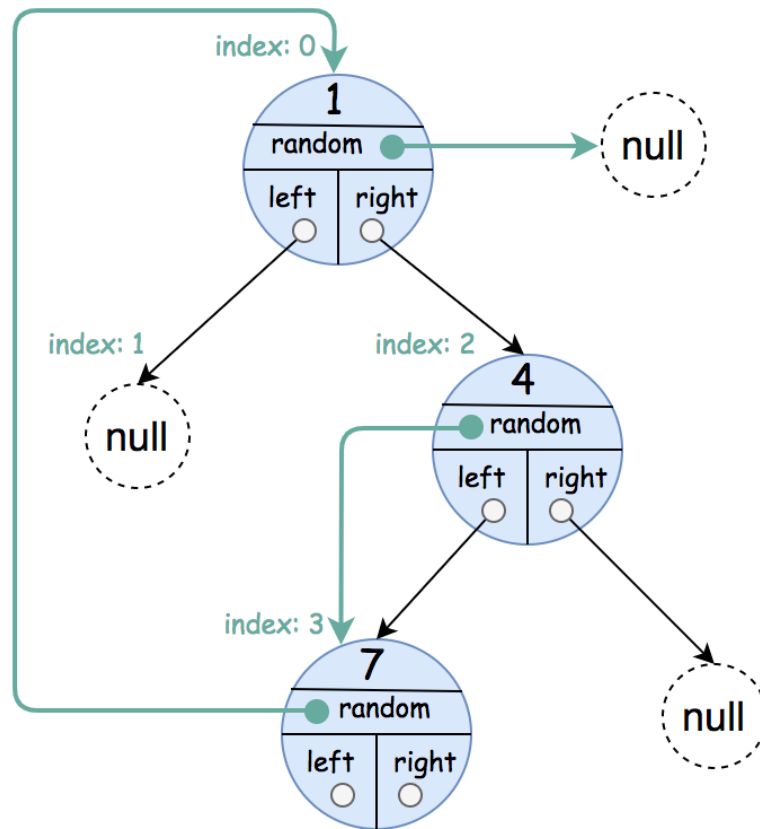 index: 0
1
random
null
left right
index: 1
index: 2
null
4
random
left right
index: 3
7
random
null
left right